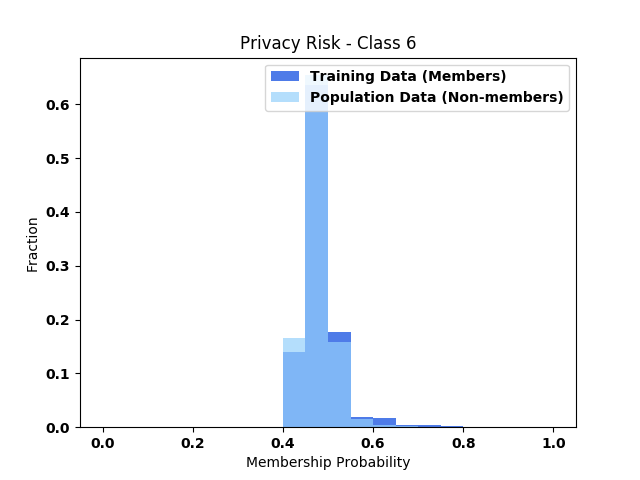 Privacy Risk - Class 6
Training Data (Members)
Population Data (Non-members)
Fraction
0.6
0.5
0.4
0.3
0.2
0.1
0.0
0.0 0.2 0.4 0.6 0.8 1.0
Membership Probability